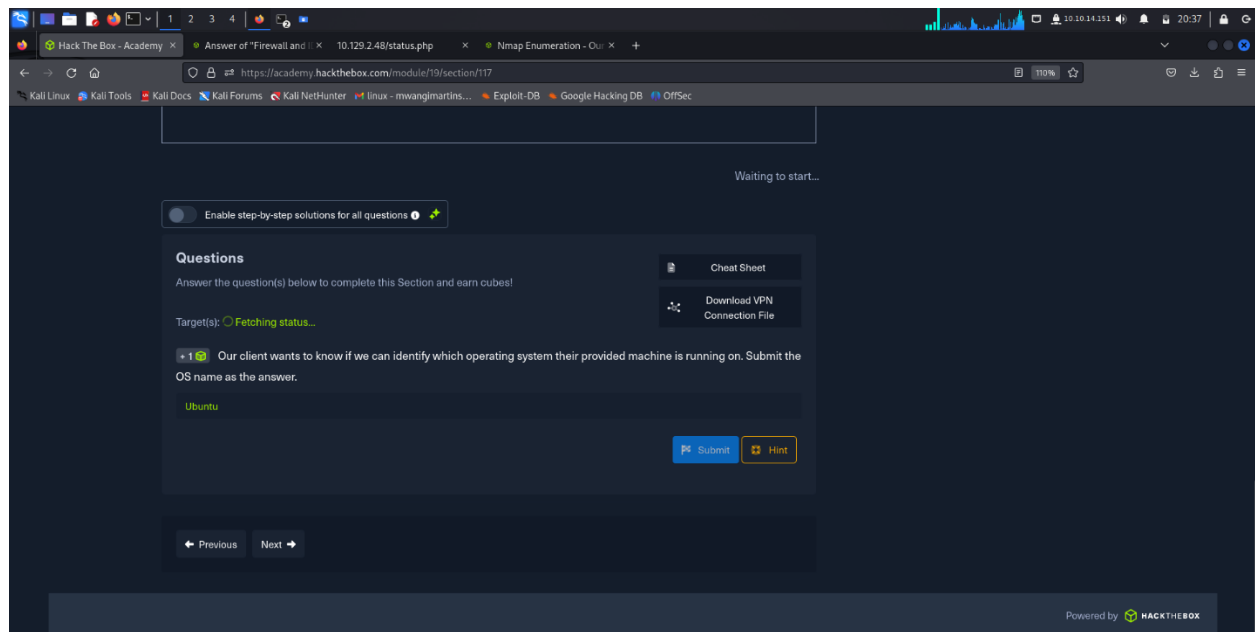 1 2 3 4
10.10.14.151
20:37
Hack The Box - Academy
Answer of "Firewall and I
10.129.2.48/status.php
Nmap Enumeration - Our
https://academy.hackthebox.com/module/19/section/117
110%
Kali Linux
Kali Tools
Kali Docs
Kali Forums
Kali NetHunter
linux - mwangimartins...
Exploit-DB
Google Hacking DB
OffSec
Waiting to start...
Enable step-by-step solutions for all questions
Questions
Answer the question(s) below to complete this Section and earn cubes!
Cheat Sheet
Download VPN
Connection File
Target(s): Fetching status...
+ 1 Our client wants to know if we can identify which operating system their provided machine is running on. Submit the
OS name as the answer.
Ubuntu
Submit
Hint
Previous
Next
Powered by HACKTHEBOX